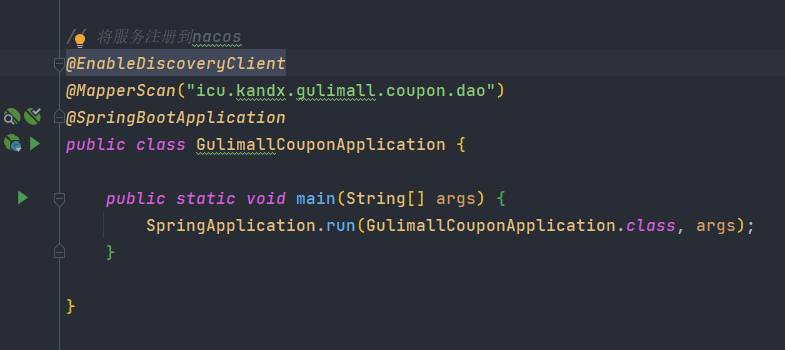 // 将服务注册到nacos
@EnableDiscoveryClient
@MapperScan("icu.kandx.gulimall.coupon.dao")
@SpringBootApplication
public class GulimallCouponApplication {
public static void main(String[] args) {
SpringApplication.run(GulimallCouponApplication.class, args);
}
}